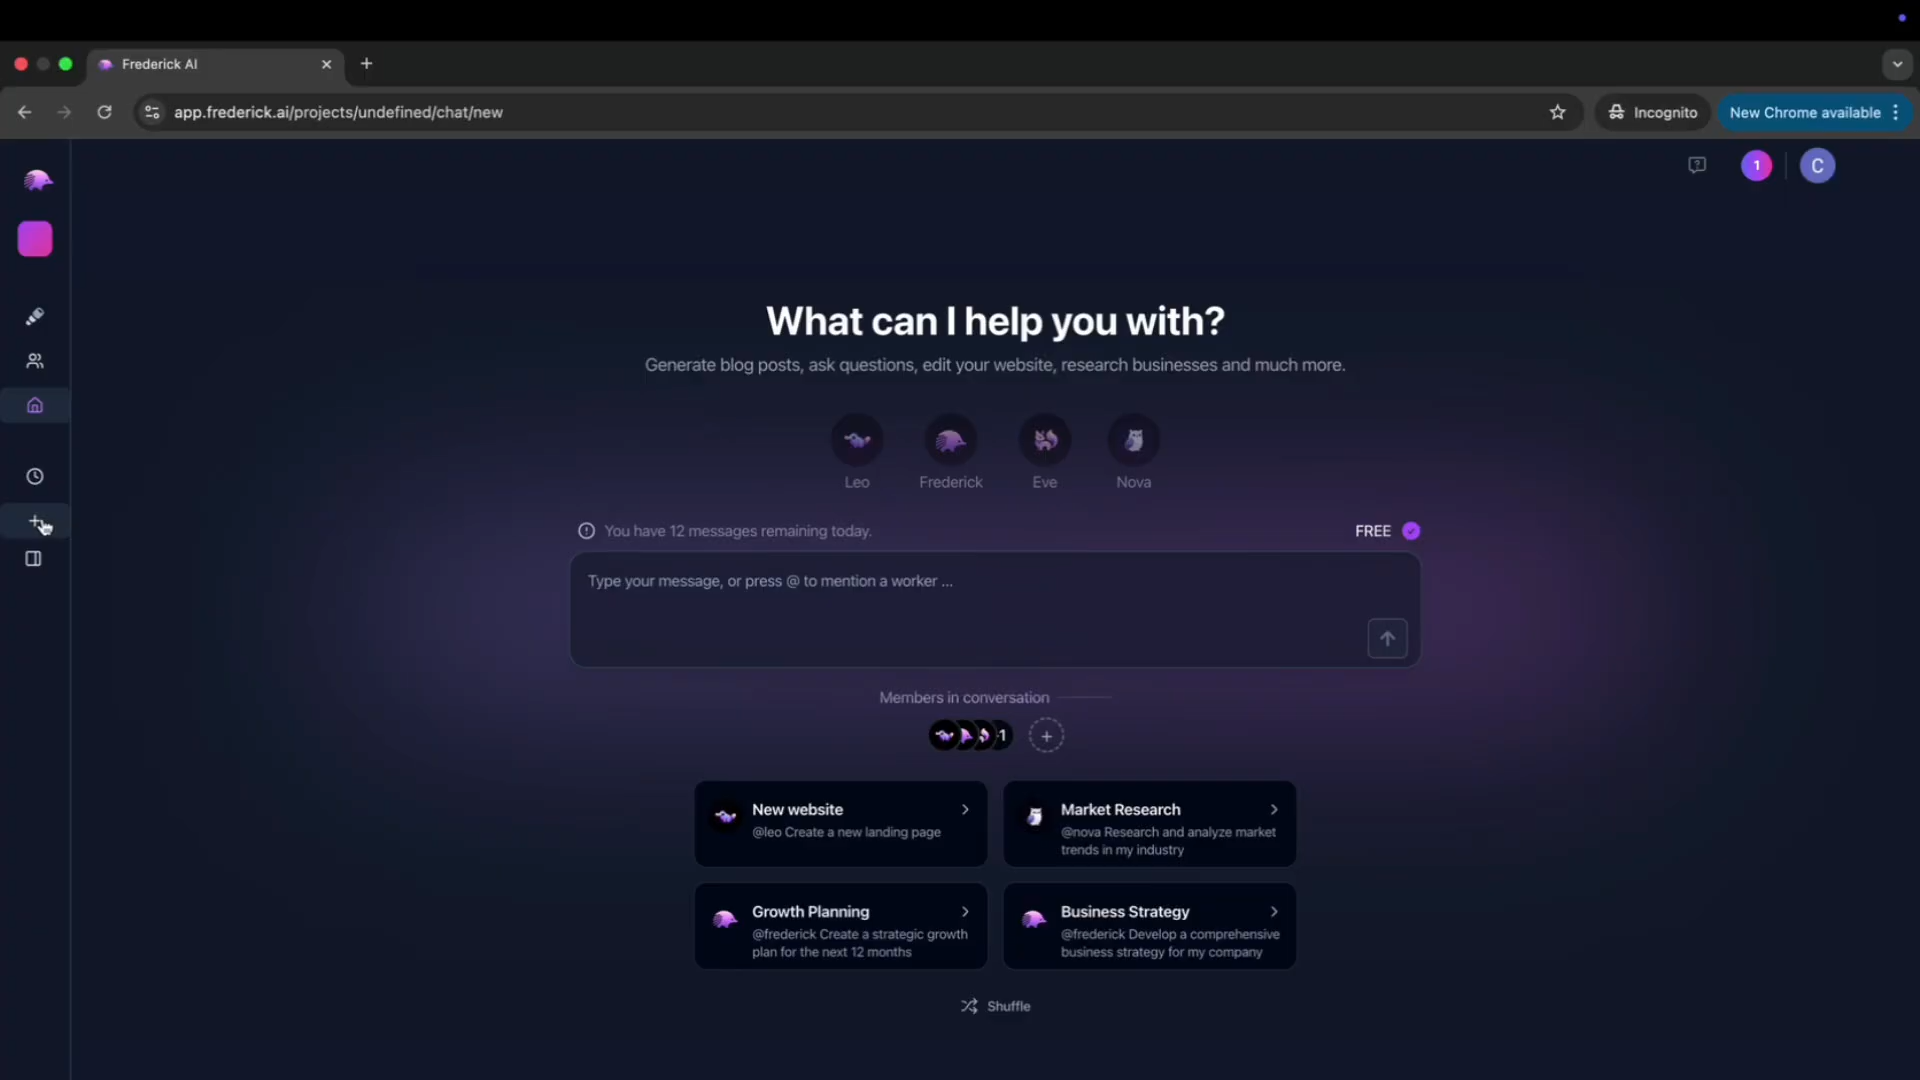 Frederick AI
app.frederick.ai/projects/undefined/chat/new
Incognito
New Chrome available
1
C
What can I help you with?
Generate blog posts, ask questions, edit your website, research businesses and much more.
Leo
Frederick
Eve
Nova
You have 12 messages remaining today.
FREE
Type your message, or press @ to mention a worker ...
Members in conversation
1
New website
@leo Create a new landing page
Market Research
@nova Research and analyze market
trends in my industry
Growth Planning
@frederick Create a strategic growth
plan for the next 12 months
Business Strategy
@frederick Develop a comprehensive
business strategy for my company
Shuffle